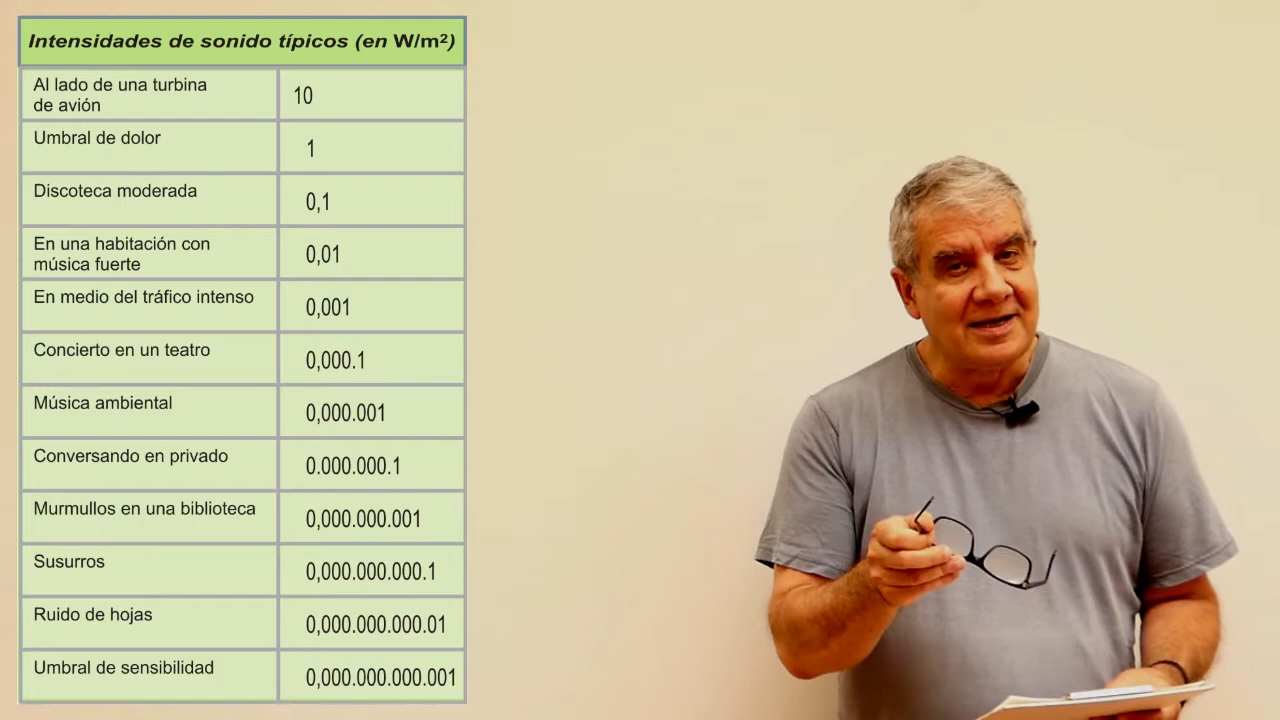 Intensidades de sonido típicos (en W/m²)
Al lado de una turbina
de avión
10
Umbral de dolor
1
Discoteca moderada
0,1
En una habitación con
música fuerte
0,01
En medio del tráfico intenso
0,001
Concierto en un teatro
0,000.1
Música ambiental
0,000.001
Conversando en privado
0.000.000.1
Murmullos en una biblioteca
0,000.000.001
Susurros
0,000.000.000.1
Ruido de hojas
0,000.000.000.01
Umbral de sensibilidad
0,000.000.000.001